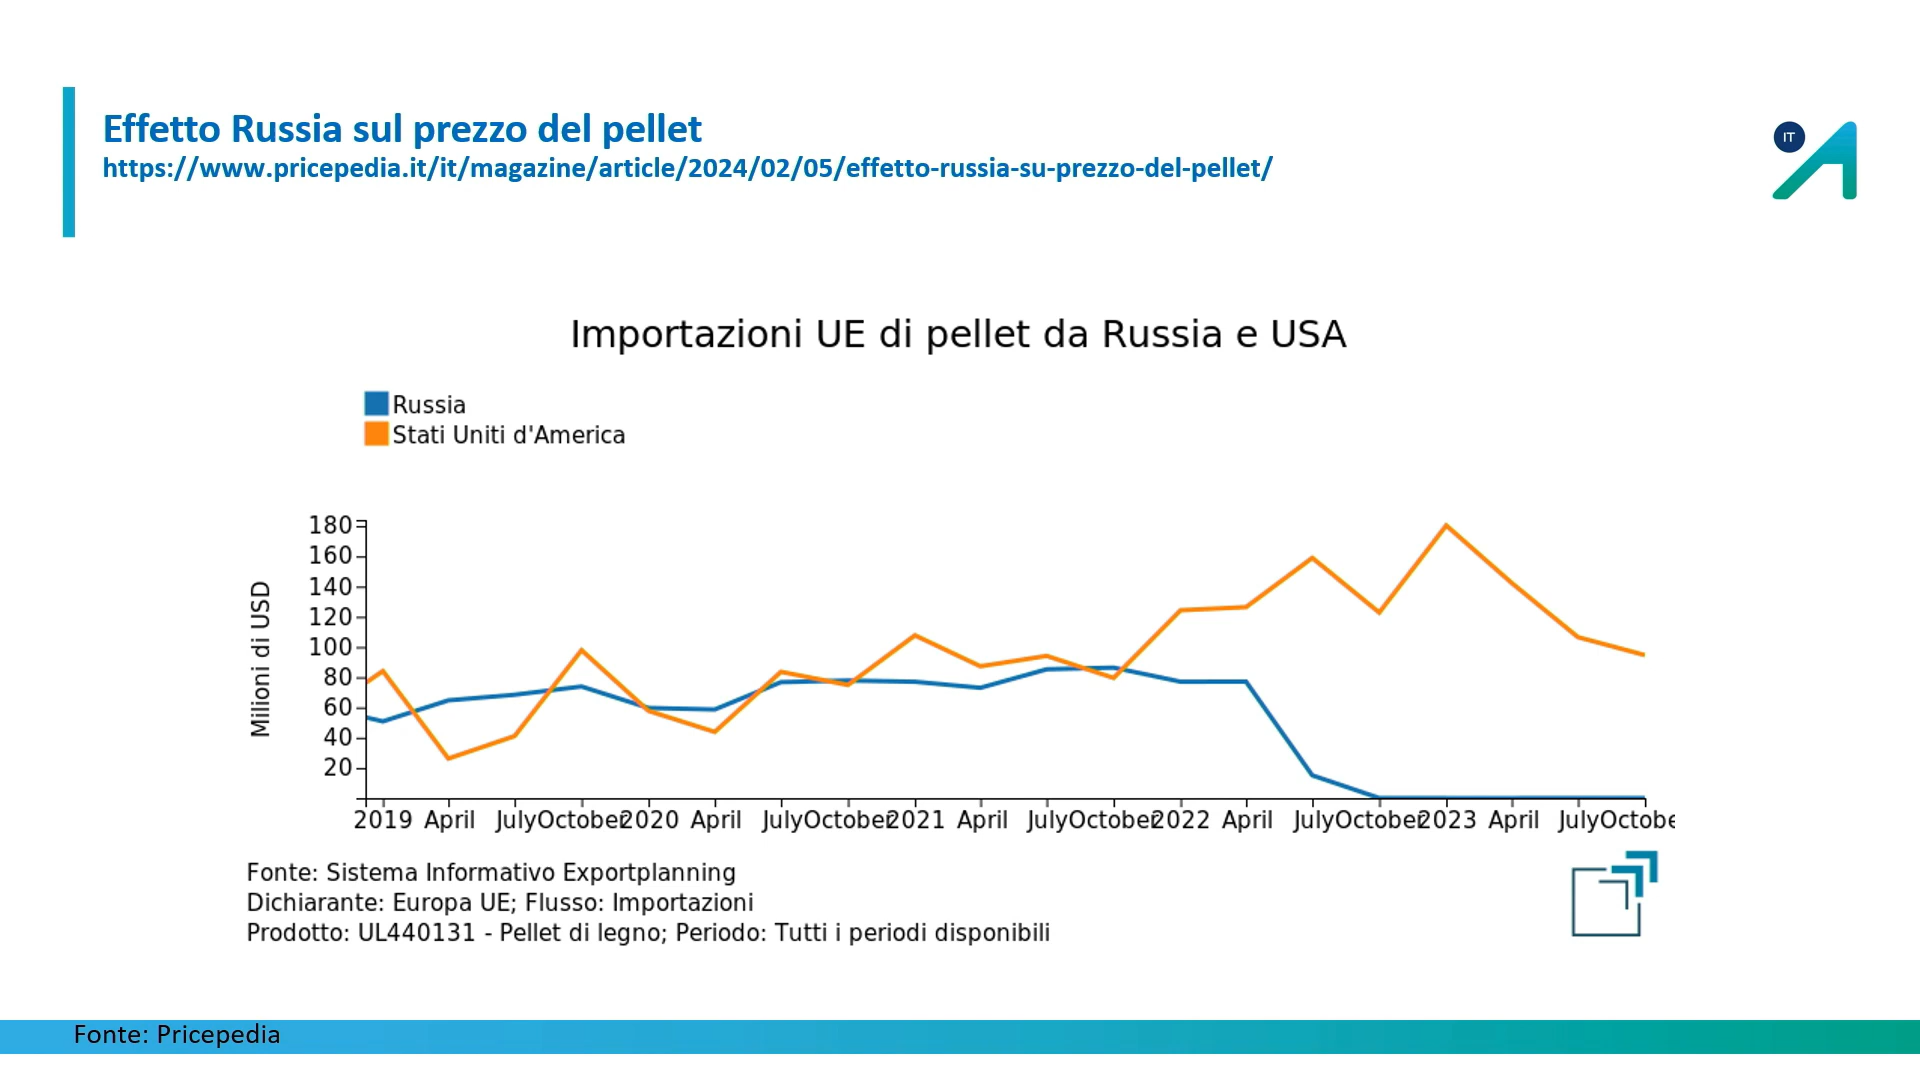 Effetto Russia sul prezzo del pellet
https://www.pricepedia.it/it/magazine/article/2024/02/05/effetto-russia-su-prezzo-del-pellet/
IT
Importazioni UE di pellet da Russia e USA
Russia
Stati Uniti d'America
Milioni di USD
180
160
140
120
100
80
60
40
20
2019 April July October 2020 April July October 2021 April July October 2022 April July October 2023 April July Octobe
Fonte: Sistema Informativo Exportplanning
Dichiarante: Europa UE; Flusso: Importazioni
Prodotto: UL440131 - Pellet di legno; Periodo: Tutti i periodi disponibili
Fonte: Pricepedia